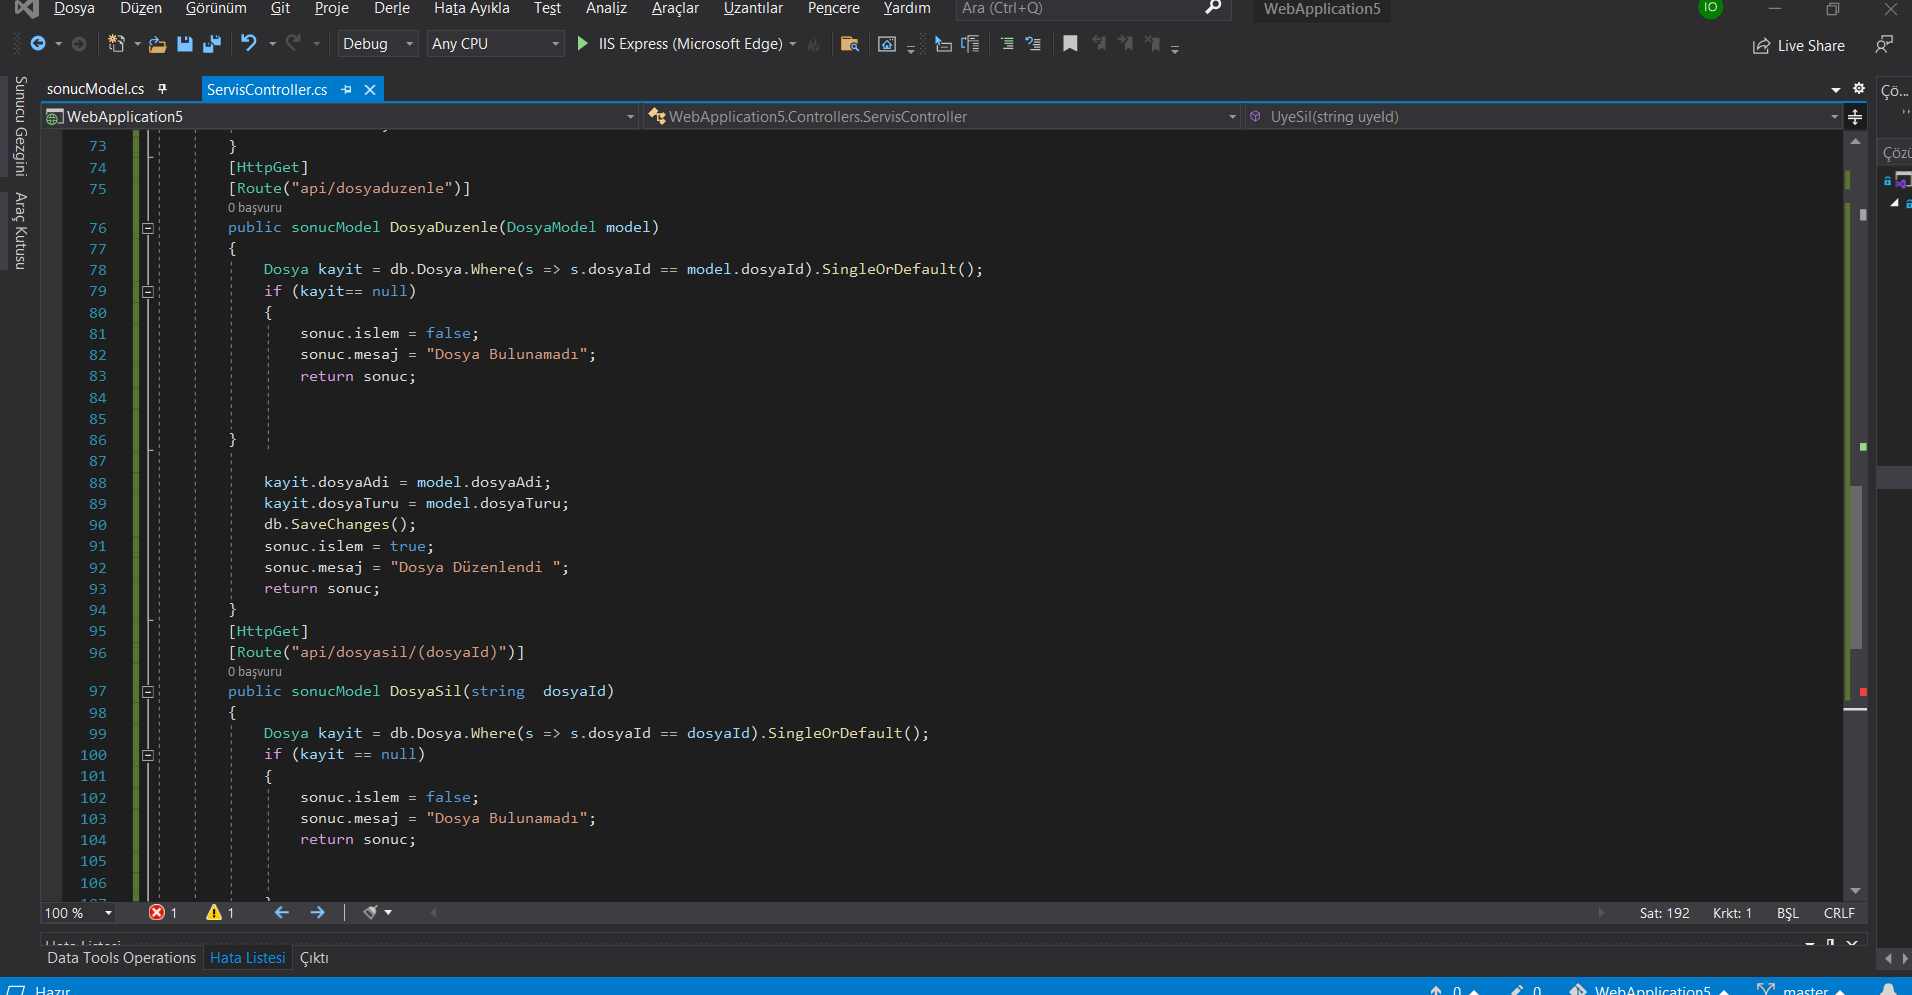 Dosya Düzen Görünüm Git Proje Derle Hata Ayıkla Test Analiz Araçlar Uzantılar Pencere Yardım Ara (Ctrl+Q) WebApplication5 IO
Debug Any CPU IIS Express (Microsoft Edge) Live Share
Sunucu Gezgini
Araç Kutusu
sonucModel.cs ServisController.cs Çö...
WebApplication5 WebApplication5.Controllers.ServisController UyeSil(string uyeId)
73 }
74 [HttpGet]
75 [Route("api/dosyaduzenle")]
0 başvuru
76 public sonucModel DosyaDuzenle(DosyaModel model)
77 {
78 Dosya kayit = db.Dosya.Where(s => s.dosyaId == model.dosyaId).SingleOrDefault();
79 if (kayit== null)
80 {
81 sonuc.islem = false;
82 sonuc.mesaj = "Dosya Bulunamadı";
83 return sonuc;
84
85
86 }
87
88 kayit.dosyaAdi = model.dosyaAdi;
89 kayit.dosyaTuru = model.dosyaTuru;
90 db.SaveChanges();
91 sonuc.islem = true;
92 sonuc.mesaj = "Dosya Düzenlendi ";
93 return sonuc;
94 }
95 [HttpGet]
96 [Route("api/dosyasil/(dosyaId)")]
0 başvuru
97 public sonucModel DosyaSil(string  dosyaId)
98 {
99 Dosya kayit = db.Dosya.Where(s => s.dosyaId == dosyaId).SingleOrDefault();
100 if (kayit == null)
101 {
102 sonuc.islem = false;
103 sonuc.mesaj = "Dosya Bulunamadı";
104 return sonuc;
105
106
100 % 1 1 Sat: 192 Krkt: 1 BŞL CRLF
Hata Listesi
Data Tools Operations Hata Listesi Çıktı
Hazır 0 0 WebApplication5 master